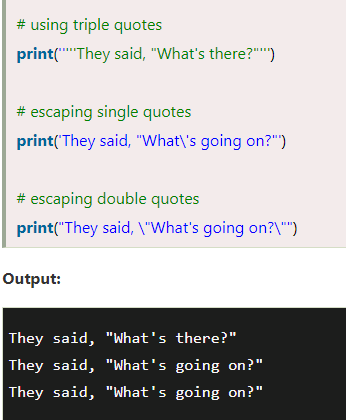 # using triple quotes
print('''''They said, "What's there?"''')
# escaping single quotes
print('They said, "What\'s going on?"')
# escaping double quotes
print("They said, \"What's going on?\"")
Output:
They said, "What's there?"
They said, "What's going on?"
They said, "What's going on?"